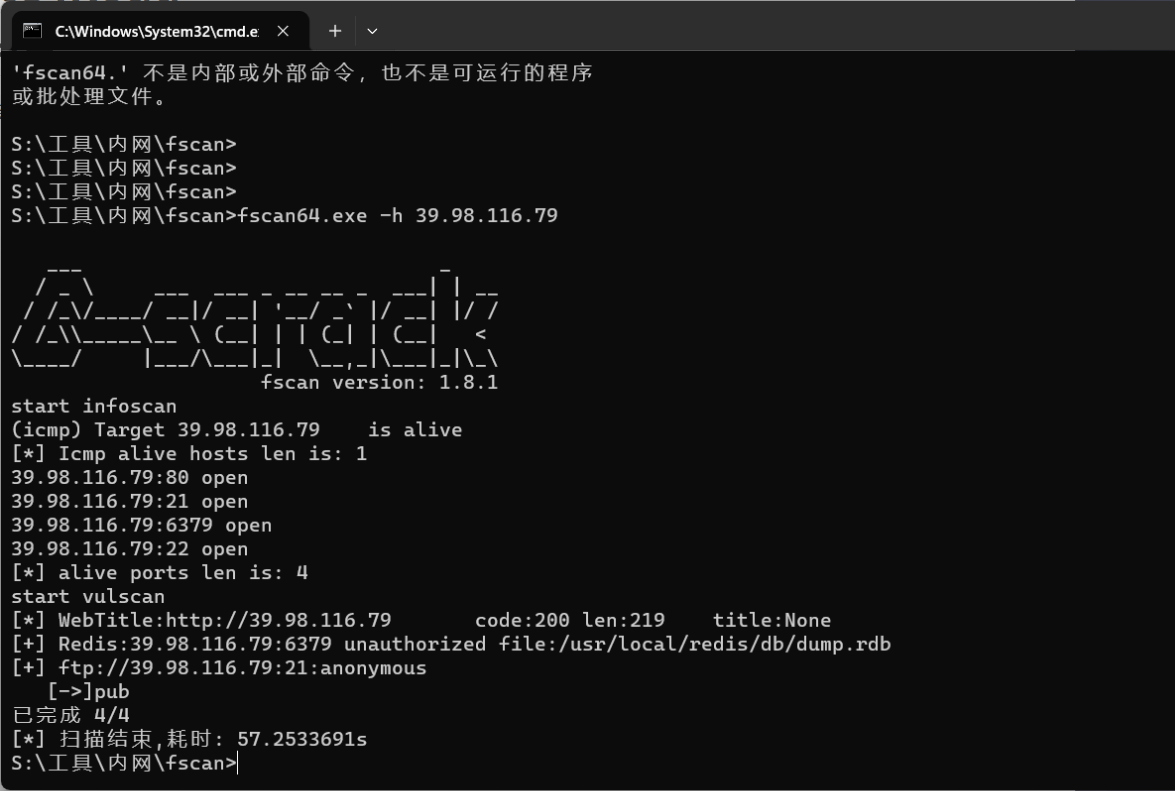 C:\Windows\System32\cmd.e
'fscan64.' 不是内部或外部命令，也不是可运行的程序
或批处理文件。
S:\工具\内网\fscan>
S:\工具\内网\fscan>
S:\工具\内网\fscan>
S:\工具\内网\fscan>fscan64.exe -h 39.98.116.79
   ___                              _
  / _ \     ___  ___ _ __ __ _  ___| | __
 / /_\/____/ __|/ __| '__/ _` |/ __| |/ /
/ /_\\_____\__ \ (__| | | (_| | (__|   <
\____/     |___/\___|_|  \__,_|\___|_|\_\
                     fscan version: 1.8.1
start infoscan
(icmp) Target 39.98.116.79    is alive
[*] Icmp alive hosts len is: 1
39.98.116.79:80 open
39.98.116.79:21 open
39.98.116.79:6379 open
39.98.116.79:22 open
[*] alive ports len is: 4
start vulscan
[*] WebTitle:http://39.98.116.79       code:200 len:219    title:None
[+] Redis:39.98.116.79:6379 unauthorized file:/usr/local/redis/db/dump.rdb
[+] ftp://39.98.116.79:21:anonymous
   [->]pub
已完成 4/4
[*] 扫描结束,耗时: 57.2533691s
S:\工具\内网\fscan>